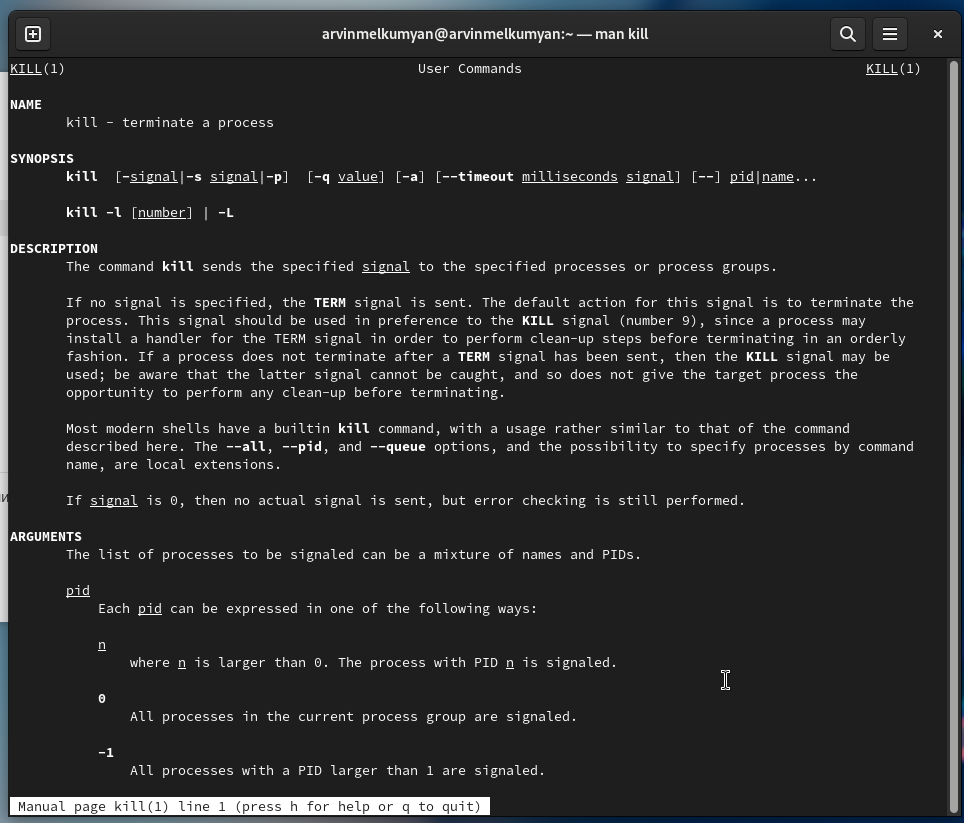 arvinmelkumyan@arvinmelkumyan:~ — man kill
KILL(1) User Commands KILL(1)
NAME
kill - terminate a process
SYNOPSIS
kill [-signal|-s signal|-p] [-q value] [-a] [--timeout milliseconds signal] [--] pid|name...
kill -l [number] | -L
DESCRIPTION
The command kill sends the specified signal to the specified processes or process groups.
If no signal is specified, the TERM signal is sent. The default action for this signal is to terminate the
process. This signal should be used in preference to the KILL signal (number 9), since a process may
install a handler for the TERM signal in order to perform clean-up steps before terminating in an orderly
fashion. If a process does not terminate after a TERM signal has been sent, then the KILL signal may be
used; be aware that the latter signal cannot be caught, and so does not give the target process the
opportunity to perform any clean-up before terminating.
Most modern shells have a builtin kill command, with a usage rather similar to that of the command
described here. The --all, --pid, and --queue options, and the possibility to specify processes by command
name, are local extensions.
If signal is 0, then no actual signal is sent, but error checking is still performed.
ARGUMENTS
The list of processes to be signaled can be a mixture of names and PIDs.
pid
Each pid can be expressed in one of the following ways:
n
where n is larger than 0. The process with PID n is signaled.
0
All processes in the current process group are signaled.
-1
All processes with a PID larger than 1 are signaled.
Manual page kill(1) line 1 (press h for help or q to quit)